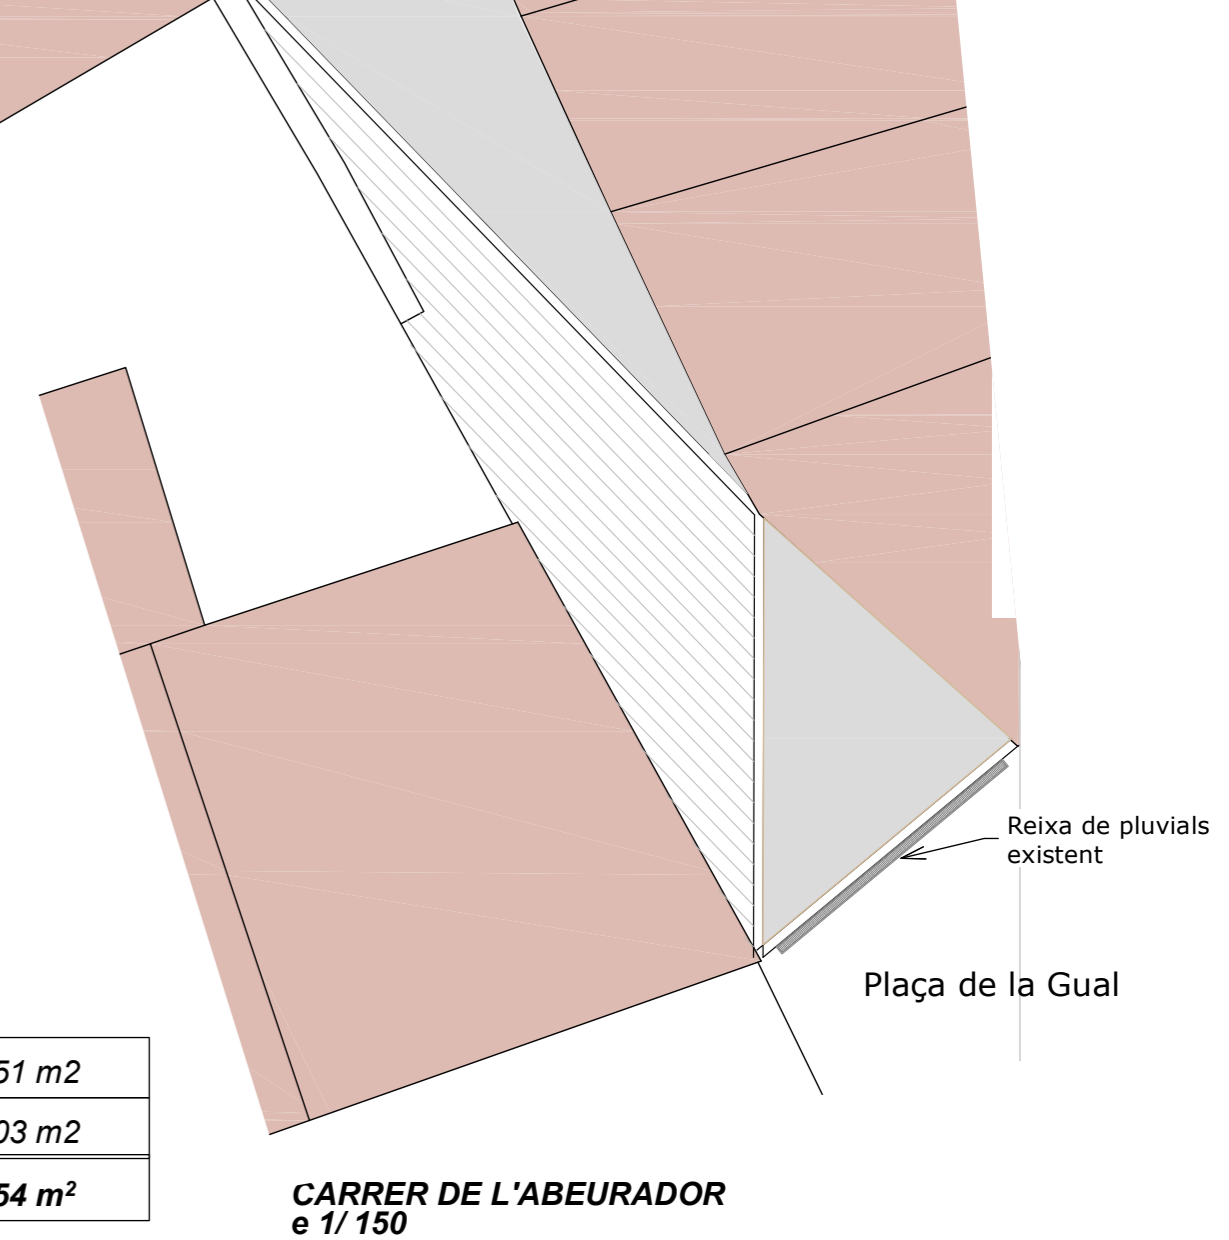 Reixa de pluvials
existent
Plaça de la Gual
51 m2
03 m2
54 m²
CARRER DE L'ABEURADOR
e 1/ 150